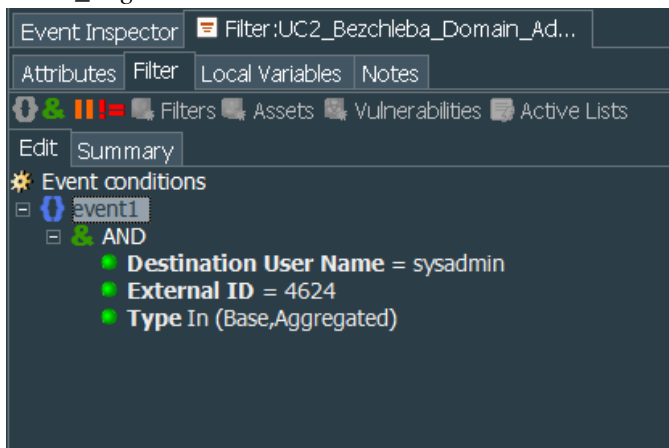 Event Inspector Filter:UC2_Bezchleba_Domain_Ad...
Attributes Filter Local Variables Notes
Filters Assets Vulnerabilities Active Lists
Edit Summary
Event conditions
event1
& AND
Destination User Name = sysadmin
External ID = 4624
Type In (Base,Aggregated)